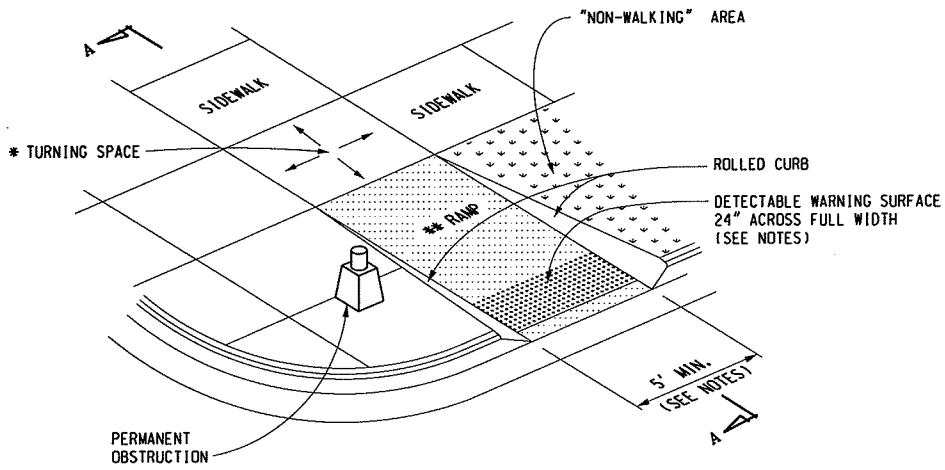 "NON-WALKING" AREA
A
SIDEWALK
SIDEWALK
* TURNING SPACE
ROLLED CURB
DETECTABLE WARNING SURFACE
24" ACROSS FULL WIDTH
(SEE NOTES)
** RAMP
5' MIN.
(SEE NOTES)
A
PERMANENT
OBSTRUCTION